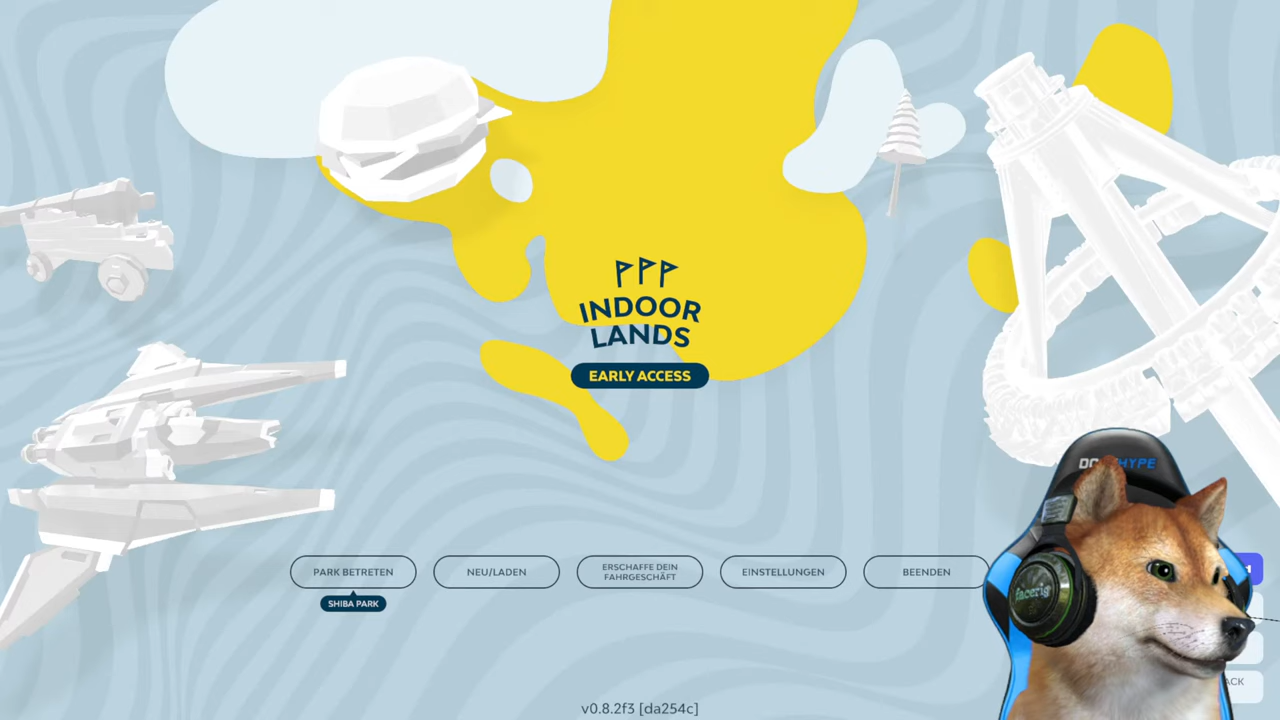 INDOOR
LANDS
EARLY ACCESS
PARK BETRETEN
NEU/LADEN
ERSCHAFFE DEIN
FAHRGESCHÄFT
EINSTELLUNGEN
BEENDEN
SHIBA PARK
facerig
v0.8.2f3 [da254c]